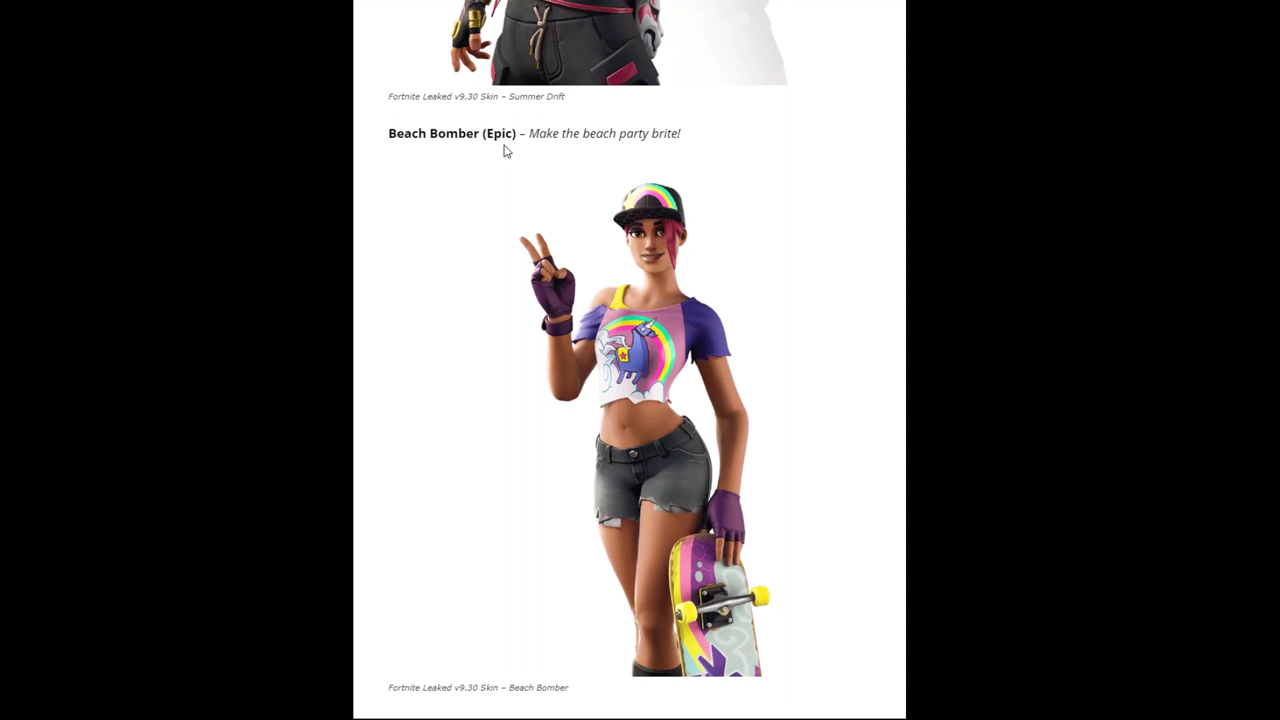 Fortnite Leaked v9.30 Skin – Summer Drift
Beach Bomber (Epic) – Make the beach party brite!
Fortnite Leaked v9.30 Skin – Beach Bomber